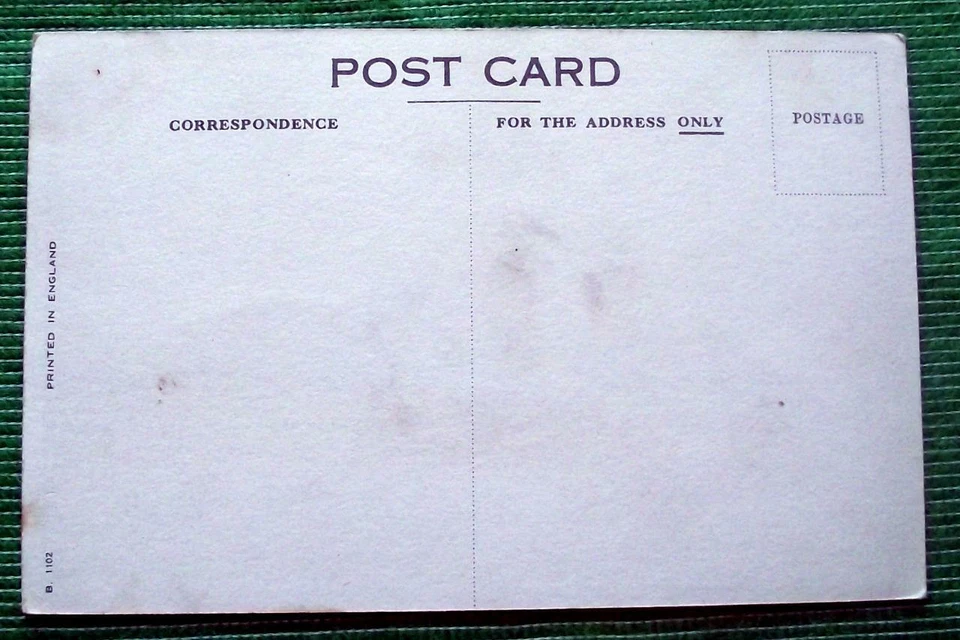 POST CARD
CORRESPONDENCE
FOR THE ADDRESS ONLY
POSTAGE
PRINTED IN ENGLAND
B. 1102